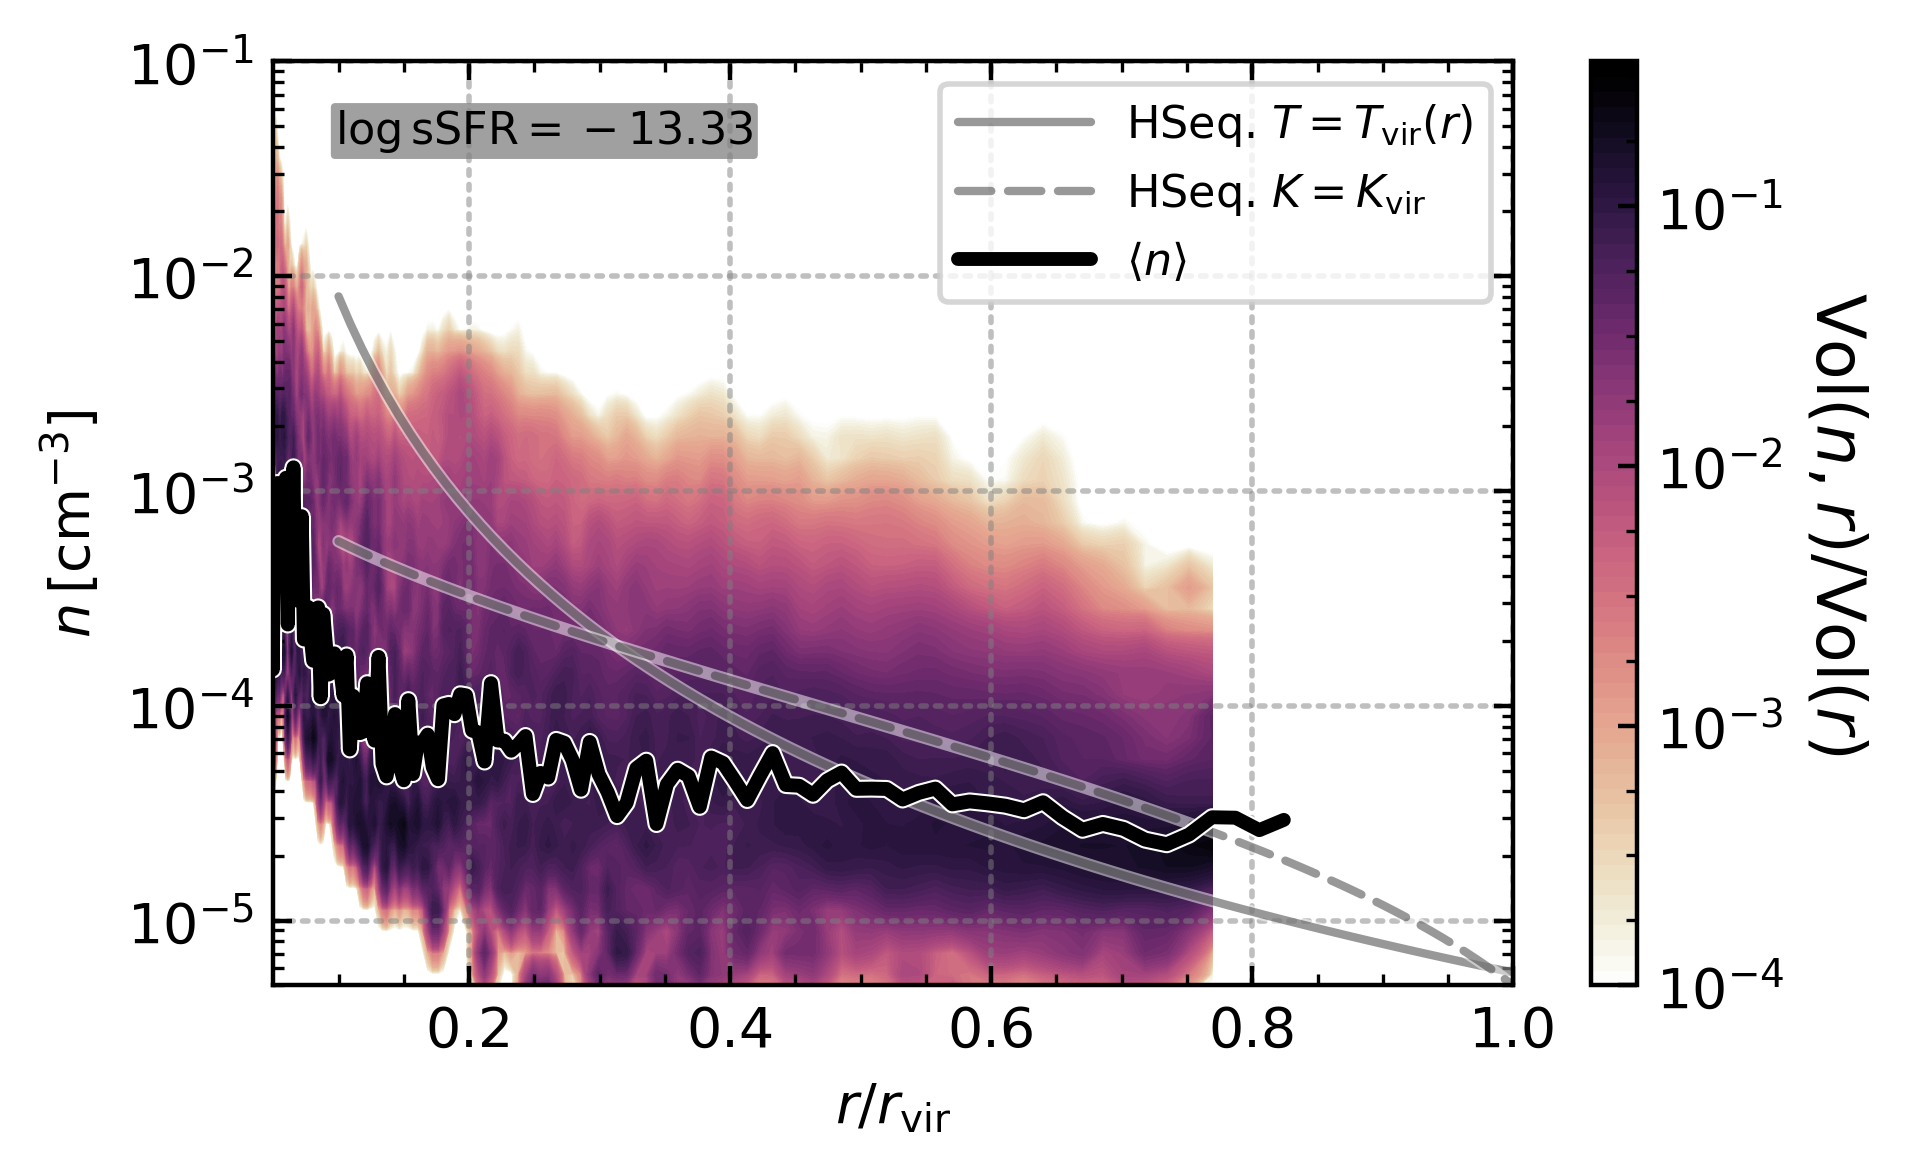 log sSFR = −13.33
HSeq. T = T_vir(r)
HSeq. K = K_vir
⟨n⟩
10⁻¹
10⁻²
10⁻³
10⁻⁴
10⁻⁵
n [cm⁻³]
0.2 0.4 0.6 0.8 1.0
r/r_vir
10⁻¹
10⁻²
10⁻³
10⁻⁴
Vol(n, r)/Vol(r)